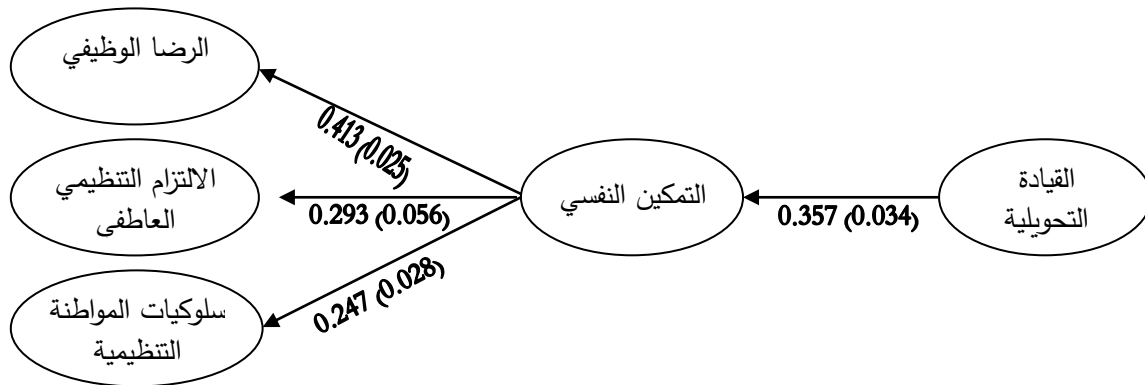 القيادة
التحويلية
0.357 (0.034)
التمكين النفسي
0.413 (0.025)
0.293 (0.056)
0.247 (0.028)
الرضا الوظيفي
الالتزام التنظيمي
العاطفى
سلوكيات المواطنة
التنظيمية